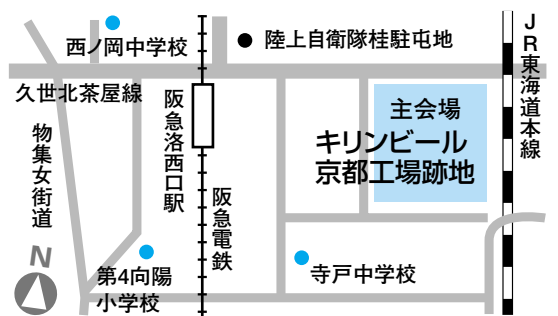 西ノ岡中学校
陸上自衛隊桂駐屯地
JR東海道本線
久世北茶屋線
阪急洛西口駅
主会場
キリンビール
京都工場跡地
物集女街道
阪急電鉄
N
第4向陽
小学校
寺戸中学校